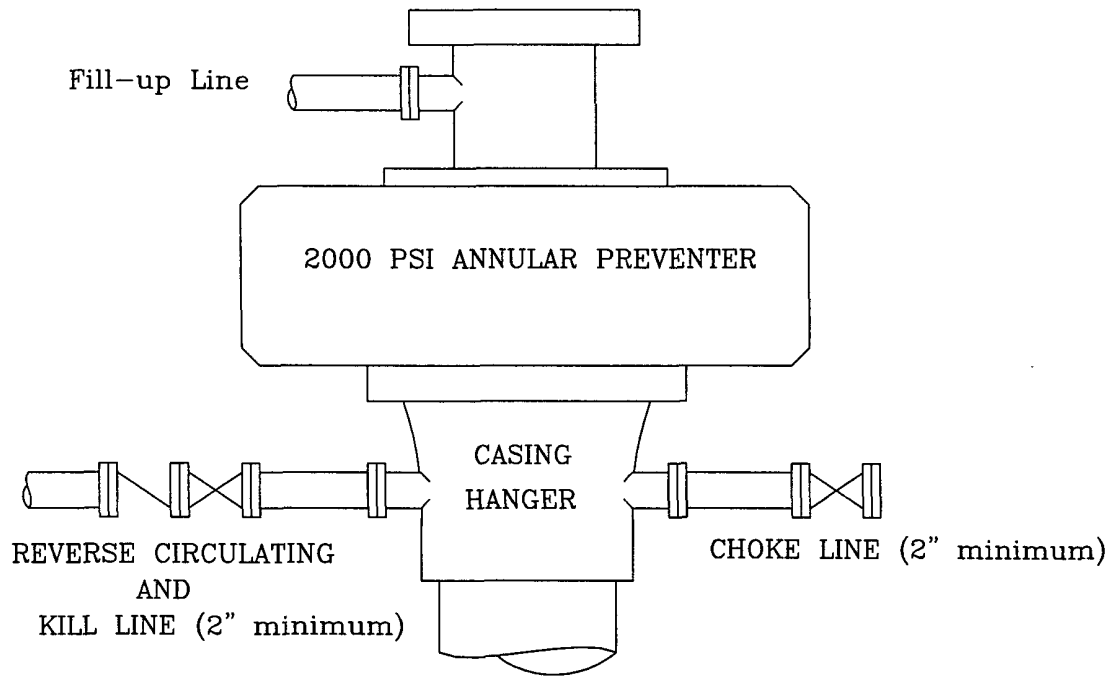 Fill-up Line
2000 PSI ANNULAR PREVENTER
CASING
HANGER
REVERSE CIRCULATING
AND
KILL LINE (2" minimum)
CHOKE LINE (2" minimum)